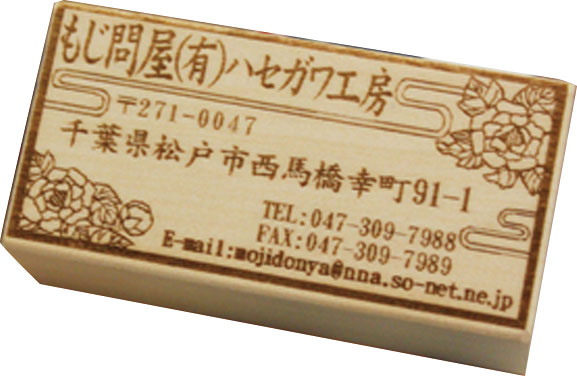 もじ問屋(有)ハセガワ工房
〒271-0047
千葉県松戸市西馬橋幸町91-1
TEL:047-309-7988
FAX:047-309-7989
E-mail:mojidonya@nna.so-net.ne.jp